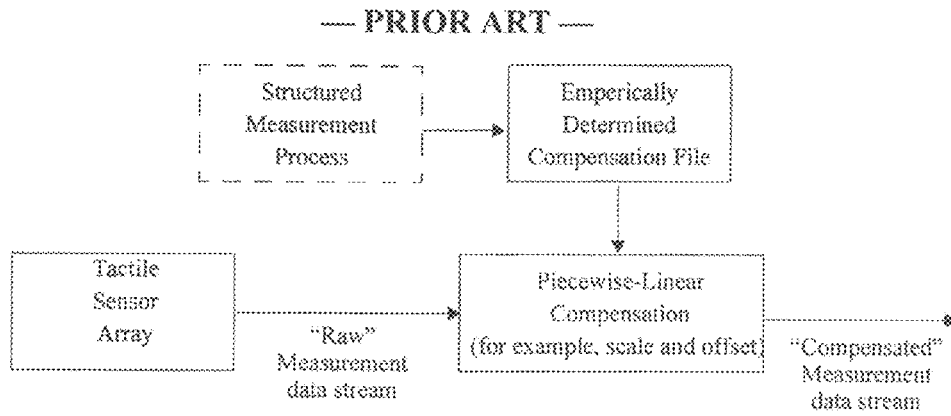 — PRIOR ART —
Structured
Measurement
Process
Emperically
Determined
Compensation File
Tactile
Sensor
Array
"Raw"
Measurement
data stream
Piecewise-Linear
Compensation
(for example, scale and offset)
"Compensated"
Measurement
data stream